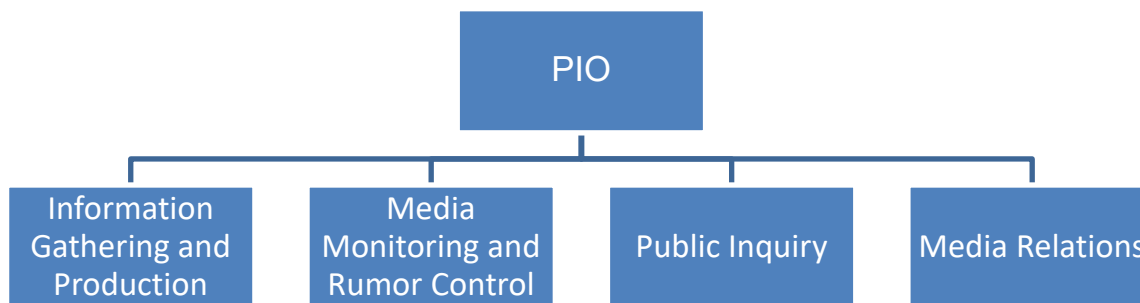 PIO
Information
Gathering and
Production
Media
Monitoring and
Rumor Control
Public Inquiry
Media Relations